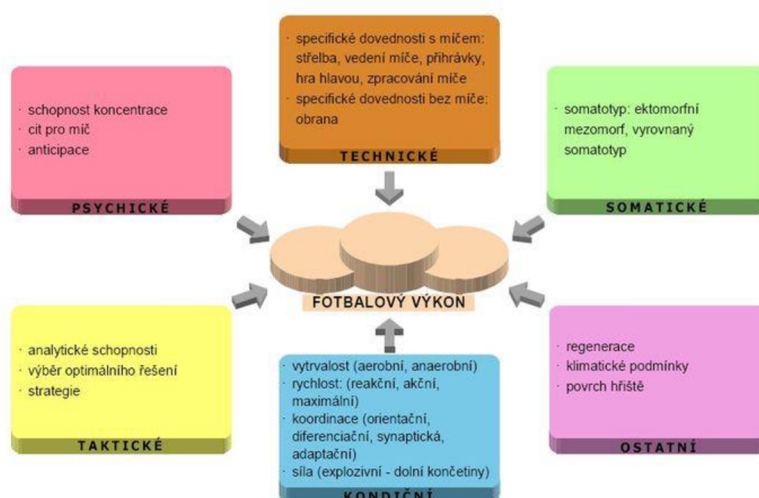 · specifické dovednosti s míčem:
střelba, vedení míče, přihrávky,
hra hlavou, zpracování míče
· specifické dovednosti bez míče:
obrana
TECHNICKÉ
· schopnost koncentrace
· cit pro míč
· anticipace
PSYCHICKÉ
· somatotyp: ektomorfní
mezomorf, vyrovnaný
somatotyp
SOMATICKÉ
FOTBALOVÝ VÝKON
· analytické schopnosti
· výběr optimálního řešení
· strategie
TAKTICKÉ
· vytrvalost (aerobní, anaerobní)
· rychlost: (reakční, akční,
maximální)
· koordinace (orientační,
diferenciační, synaptická,
adaptační)
· síla (explozivní - dolní končetiny)
KONDIČNÍ
· regenerace
· klimatické podmínky
· povrch hřiště
OSTATNÍ